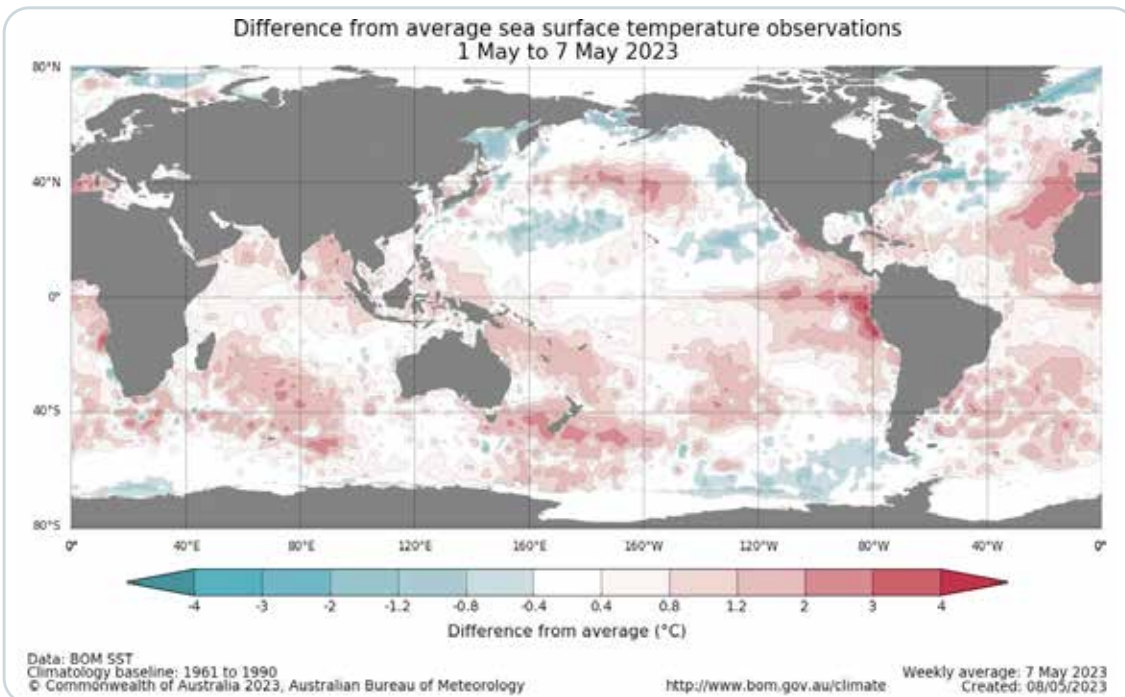 Difference from average sea surface temperature observations
1 May to 7 May 2023
80°N
40°N
0°
40°S
80°S
0° 40°E 80°E 120°E 160°E 160°W 120°W 80°W 40°W 0°
-4 -3 -2 -1.2 -0.8 -0.4 0.4 0.8 1.2 2 3 4
Difference from average (°C)
Data: BOM SST
Climatology baseline: 1961 to 1990
© Commonwealth of Australia 2023, Australian Bureau of Meteorology
http://www.bom.gov.au/climate
Weekly average: 7 May 2023
Created: 08/05/2023